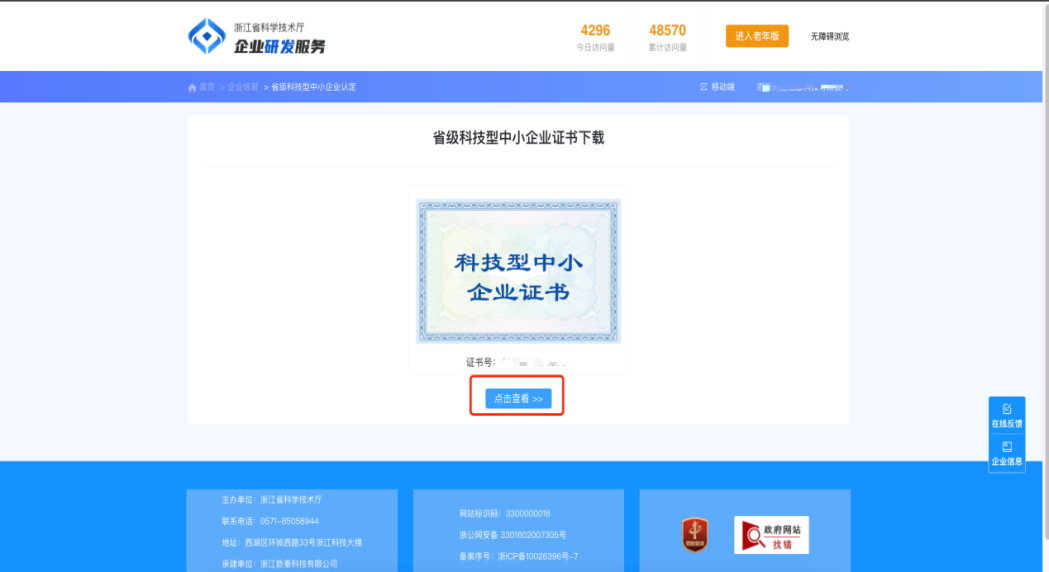 浙江省科学技术厅
企业研发服务
4296
今日访问量
48570
累计访问量
进入老年版
无障碍浏览
首页 > 企业培育 > 省级科技型中小企业认定
移动端
省级科技型中小企业证书下载
科技型中小
企业证书
证书号：
点击查看 >>
在线反馈
企业信息
主办单位：浙江省科学技术厅
联系电话：0571-85058944
地址：西湖区环城西路33号浙江科技大楼
承建单位：浙江数秦科技有限公司
网站标识码：3300000018
浙公网安备 3301602007305号
备案序号：浙ICP备10026396号-7
政府网站
找错